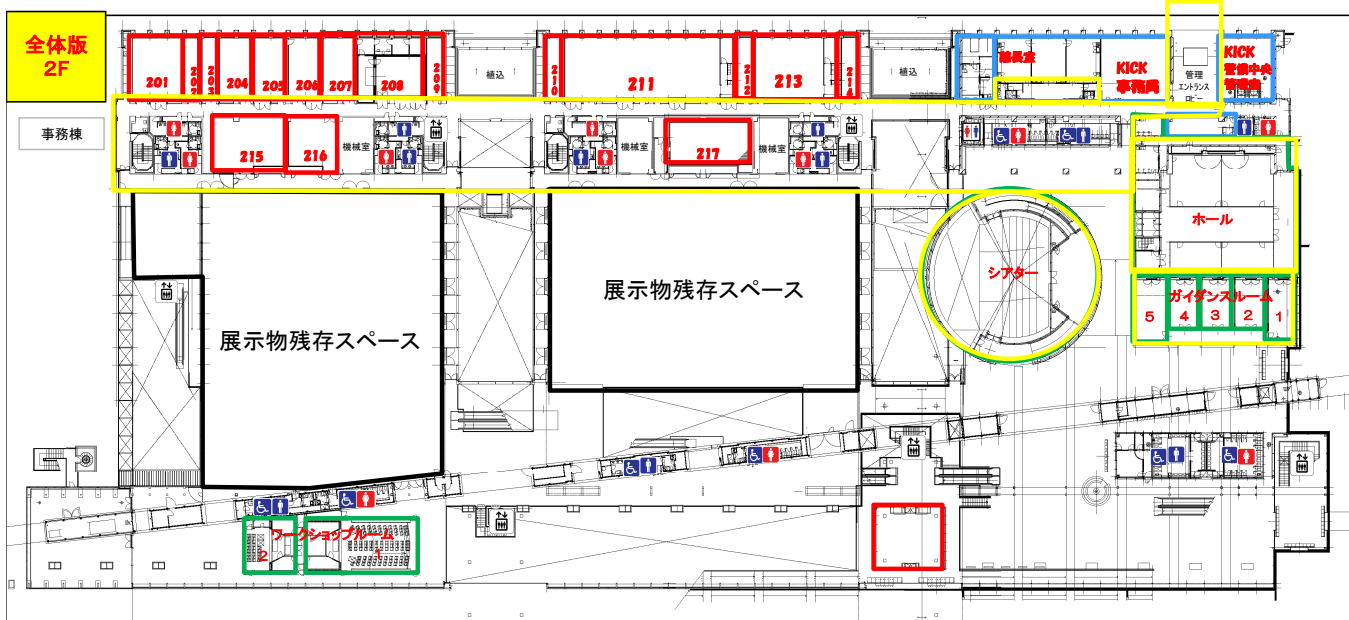 全体版
2F
事務棟
201
202
203
204
205
206
207
208
209
植込
210
211
212
213
214
植込
館長室
KICK
事務局
管理
エントランス
ロビー
KICK
警備中央
管理室
215
216
機械室
機械室
217
機械室
ホール
シアター
展示物残存スペース
展示物残存スペース
ガイダンスルーム
5
4
3
2
1
ワークショップルーム
2
1